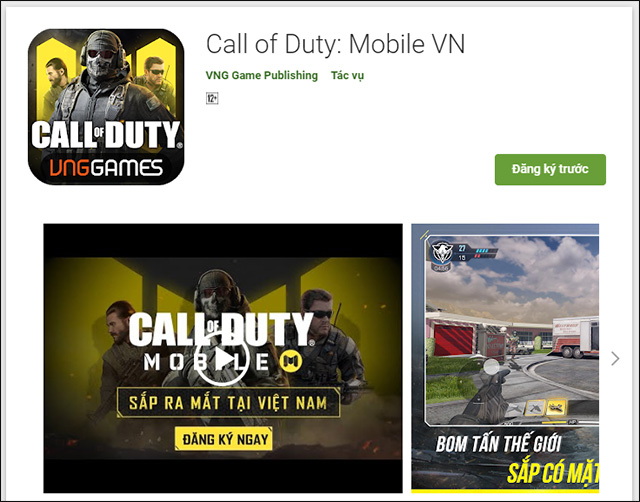 Call of Duty: Mobile VN
VNG Game Publishing Tác vụ
12+
CALL OF DUTY
VNGGAMES
Đăng ký trước
CALL OF DUTY
MOBILE
SẮP RA MẮT TẠI VIỆT NAM
ĐĂNG KÝ NGAY
27
15
04:56
BOM TẤN THẾ GIỚI
SẮP CÓ MẶT